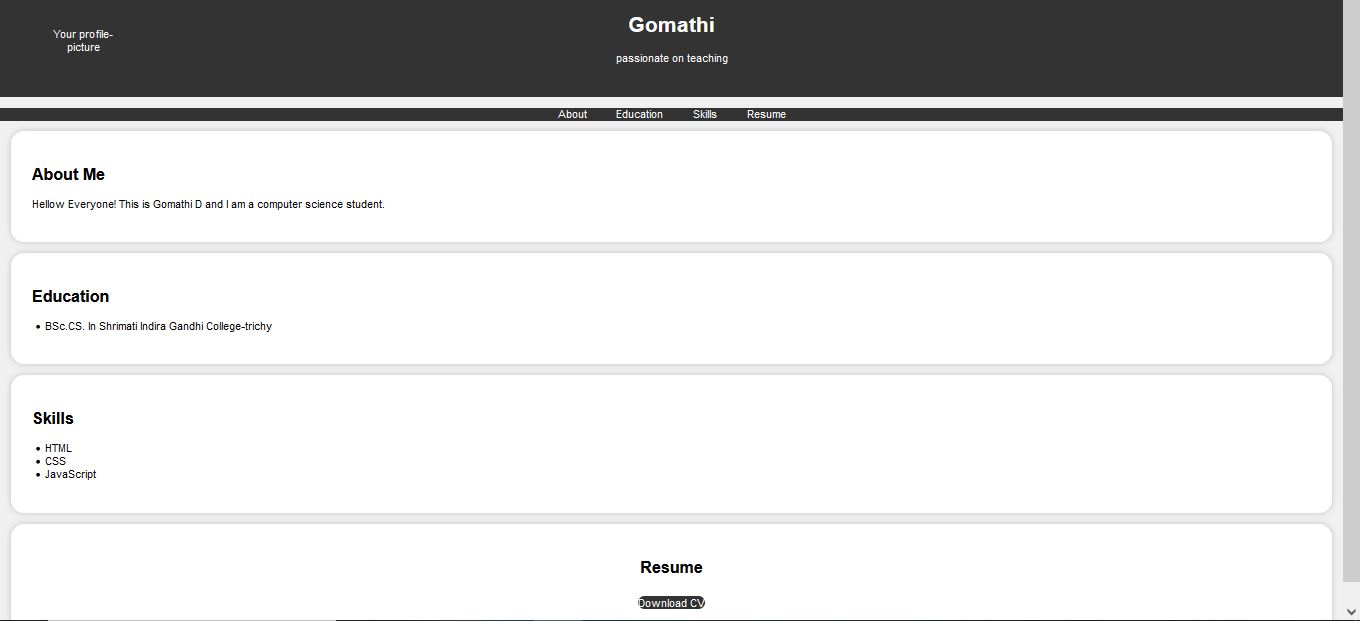 Your profile-
picture
Gomathi
passionate on teaching
About Education Skills Resume
About Me
Hellow Everyone! This is Gomathi D and I am a computer science student.
Education
• BSc.CS. In Shrimati Indira Gandhi College-trichy
Skills
• HTML
• CSS
• JavaScript
Resume
Download CV